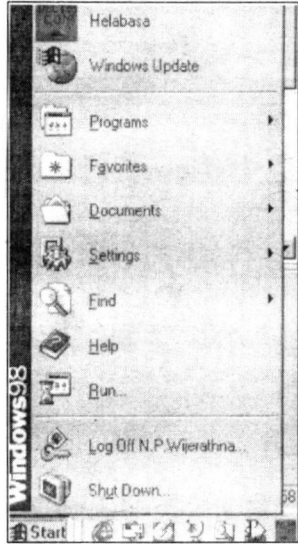 Helabasa
Windows Update
Programs
Favorites
Documents
Settings
Find
Help
Run...
Log Off N.P.Wijerathna...
Shut Down...
Windows98
Start